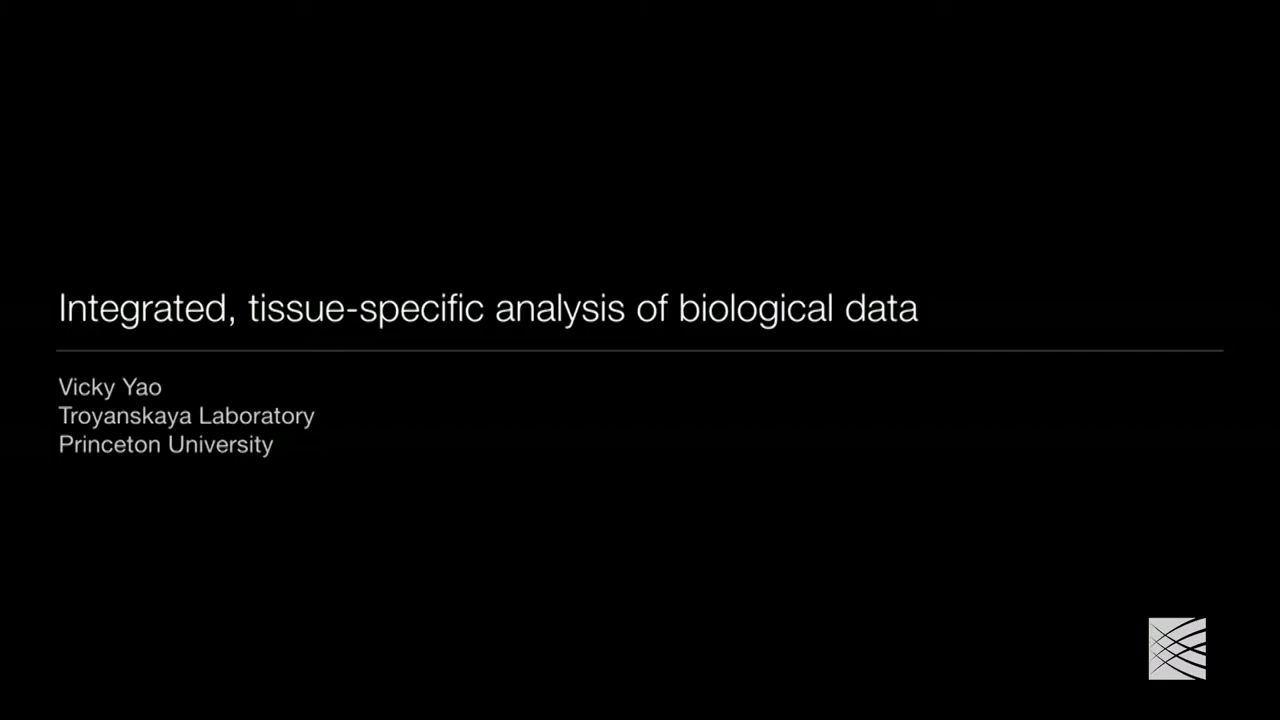 Integrated, tissue-specific analysis of biological data
Vicky Yao
Troyanskaya Laboratory
Princeton University